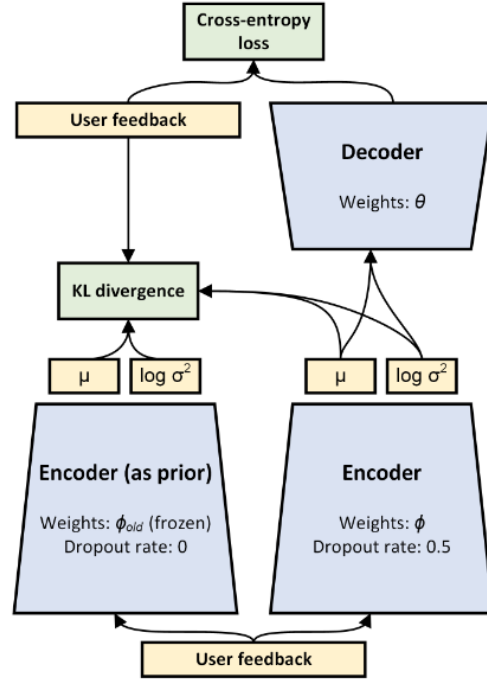 Cross-entropy
loss
User feedback
Decoder
Weights: θ
KL divergence
μ
log σ²
μ
log σ²
Encoder (as prior)
Weights: ϕold (frozen)
Dropout rate: 0
Encoder
Weights: ϕ
Dropout rate: 0.5
User feedback